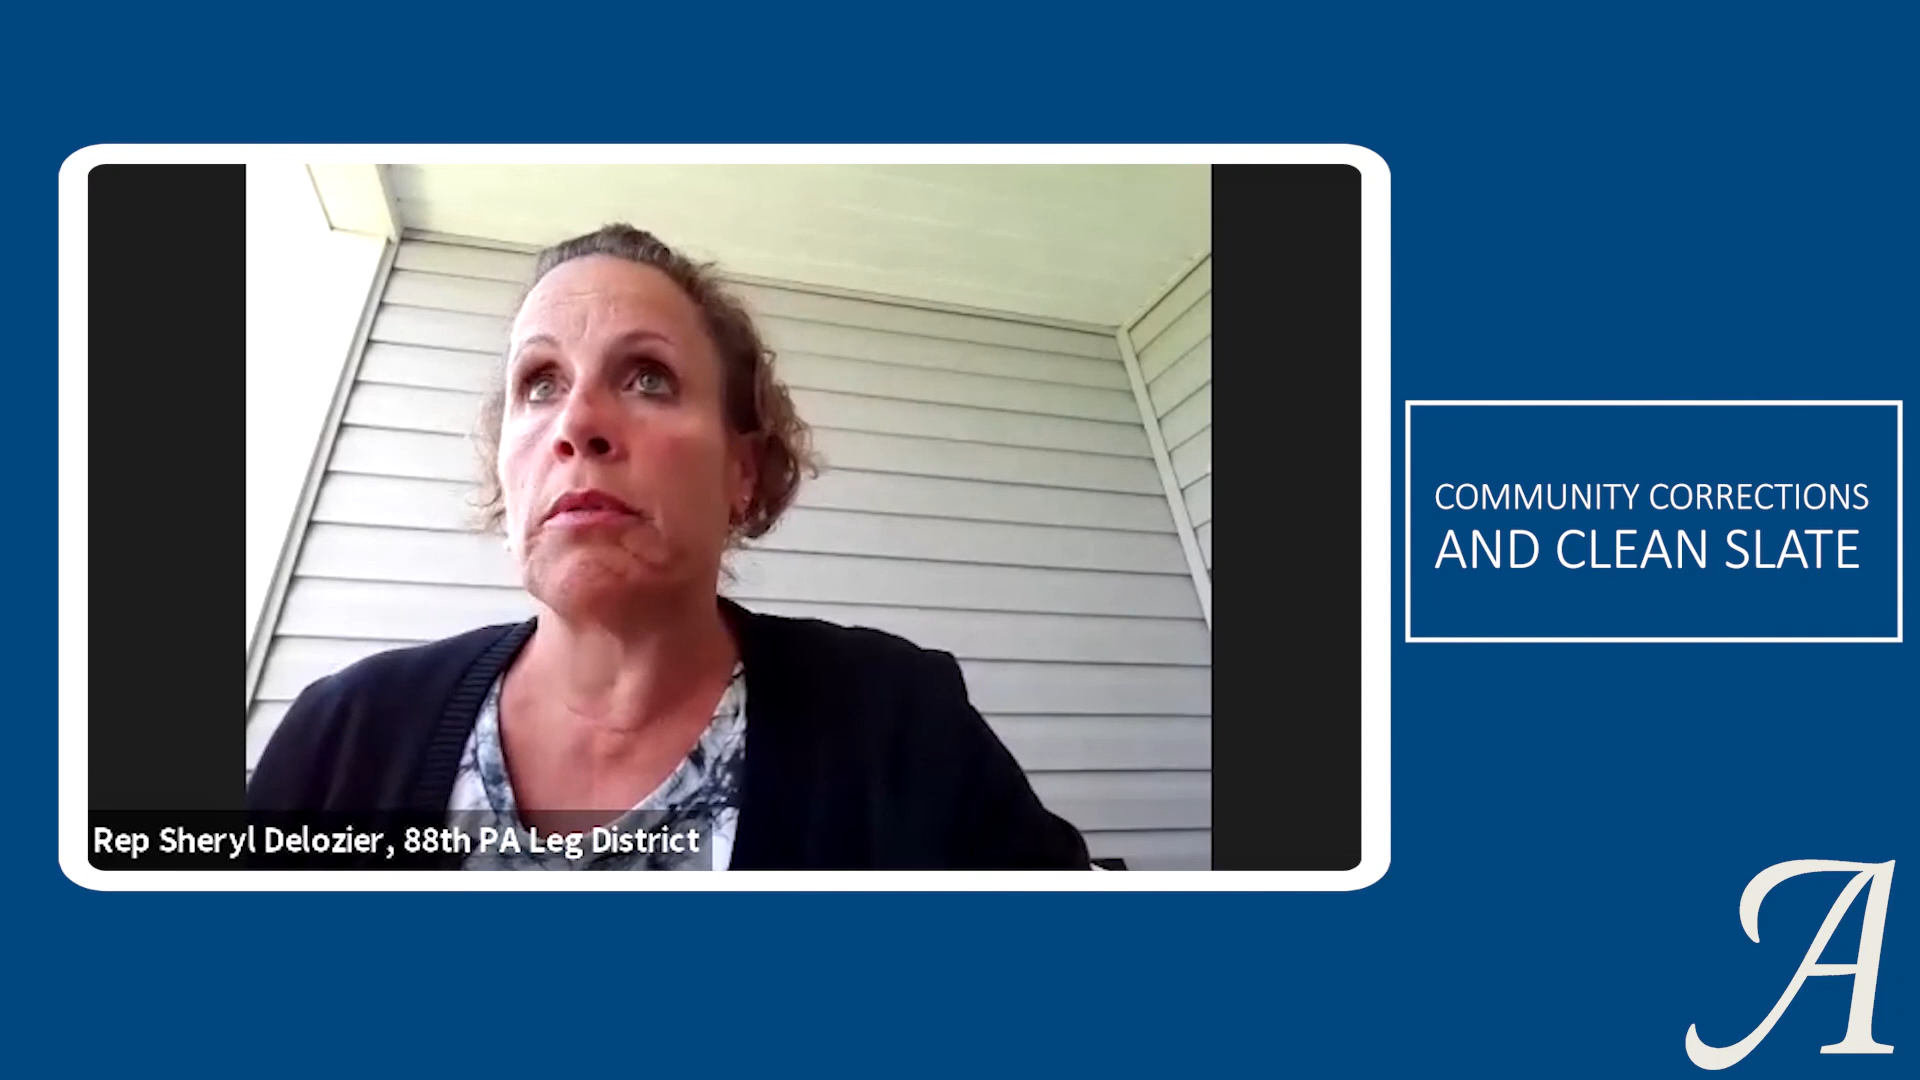 Rep Sheryl Delozier, 88th PA Leg District
COMMUNITY CORRECTIONS
AND CLEAN SLATE
A